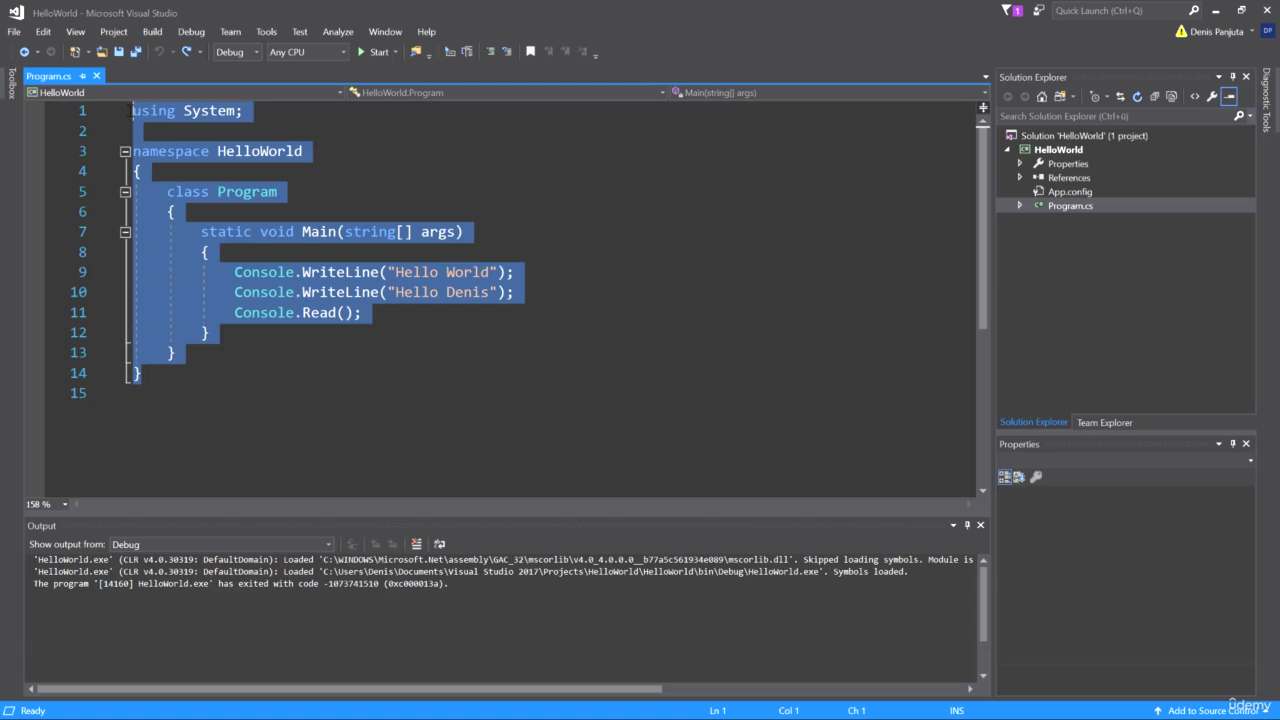 HelloWorld - Microsoft Visual Studio
1
Quick Launch (Ctrl+Q)
File Edit View Project Build Debug Team Tools Test Analyze Window Help
Denis Panjuta DP
Debug Any CPU Start
Toolbox
Program.cs
HelloWorld HelloWorld.Program Main(string[] args)
1 using System;
2
3 namespace HelloWorld
4 {
5 class Program
6 {
7 static void Main(string[] args)
8 {
9 Console.WriteLine("Hello World");
10 Console.WriteLine("Hello Denis");
11 Console.Read();
12 }
13 }
14 }
15
158 %
Solution Explorer
Search Solution Explorer (Ctrl+ü)
Solution 'HelloWorld' (1 project)
HelloWorld
Properties
References
App.config
Program.cs
Solution Explorer Team Explorer
Properties
Diagnostic Tools
Output
Show output from: Debug
'HelloWorld.exe' (CLR v4.0.30319: DefaultDomain): Loaded 'C:\WINDOWS\Microsoft.Net\assembly\GAC_32\mscorlib\v4.0_4.0.0.0__b77a5c561934e089\mscorlib.dll'. Skipped loading symbols. Module is
'HelloWorld.exe' (CLR v4.0.30319: DefaultDomain): Loaded 'C:\Users\Denis\Documents\Visual Studio 2017\Projects\HelloWorld\HelloWorld\bin\Debug\HelloWorld.exe'. Symbols loaded.
The program '[14160] HelloWorld.exe' has exited with code -1073741510 (0xc000013a).
Ready Ln 1 Col 1 Ch 1 INS Add to Source Control
ûdemy